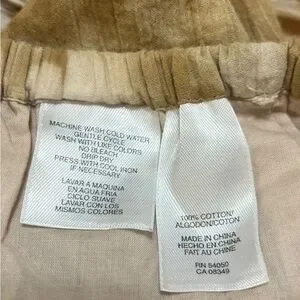 MACHINE WASH COLD WATER
GENTLE CYCLE
WASH WITH LIKE COLORS
NO BLEACH
DRIP DRY
PRESS WITH COOL IRON
IF NECESSARY
LAVAR A MAQUINA
EN AGUA FRIA
CICLO SUAVE
LAVAR CON LOS
MISMOS COLORES
100% COTTON/
ALGODON/COTON
MADE IN CHINA
HECHO EN CHINA
FAIT AU CHINE
RN 54050
CA 08349